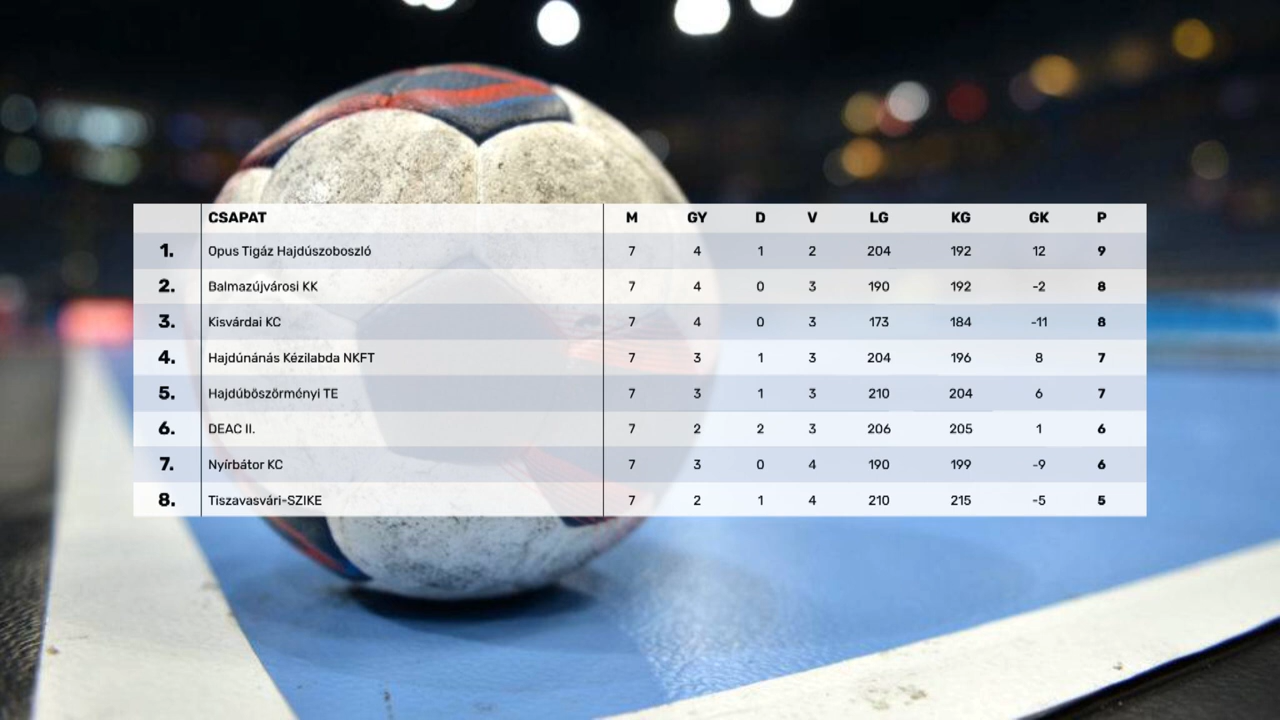 CSAPAT M GY D V LG KG GK P
1. Opus Tigáz Hajdúszoboszló 7 4 1 2 204 192 12 9
2. Balmazújvárosi KK 7 4 0 3 190 192 -2 8
3. Kisvárdai KC 7 4 0 3 173 184 -11 8
4. Hajdúnánás Kézilabda NKFT 7 3 1 3 204 196 8 7
5. Hajdúböszörményi TE 7 3 1 3 210 204 6 7
6. DEAC II. 7 2 2 3 206 205 1 6
7. Nyírbátor KC 7 3 0 4 190 199 -9 6
8. Tiszavasvári-SZIKE 7 2 1 4 210 215 -5 5